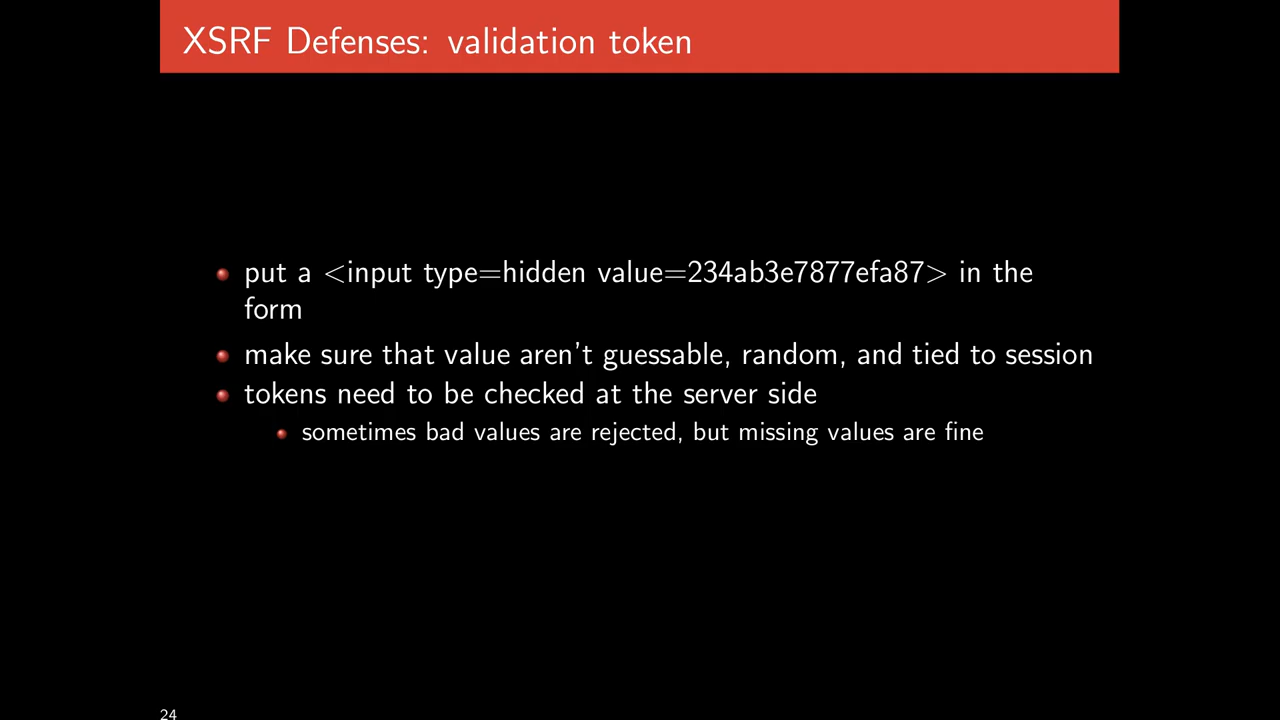 XSRF Defenses: validation token
put a <input type=hidden value=234ab3e7877efa87> in the
form
make sure that value aren't guessable, random, and tied to session
tokens need to be checked at the server side
sometimes bad values are rejected, but missing values are fine
24